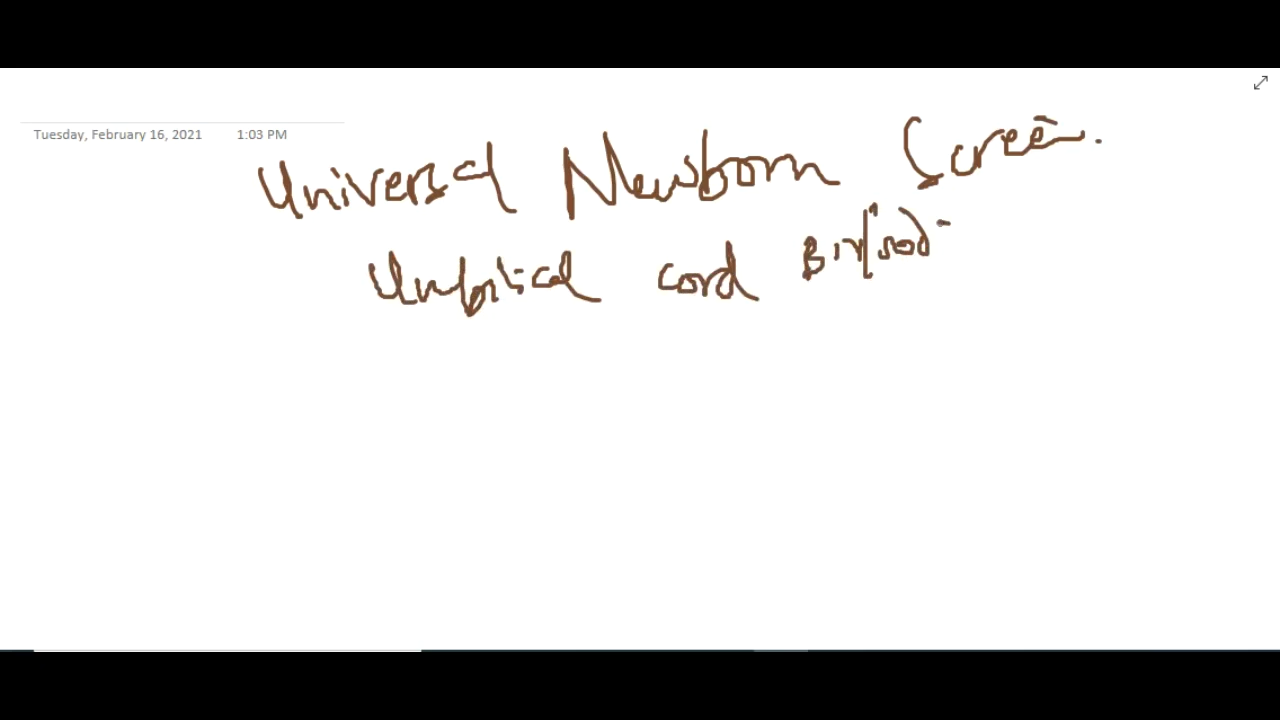 Tuesday, February 16, 2021 1:03 PM
Universal Newborn Screen.
Umbilical cord